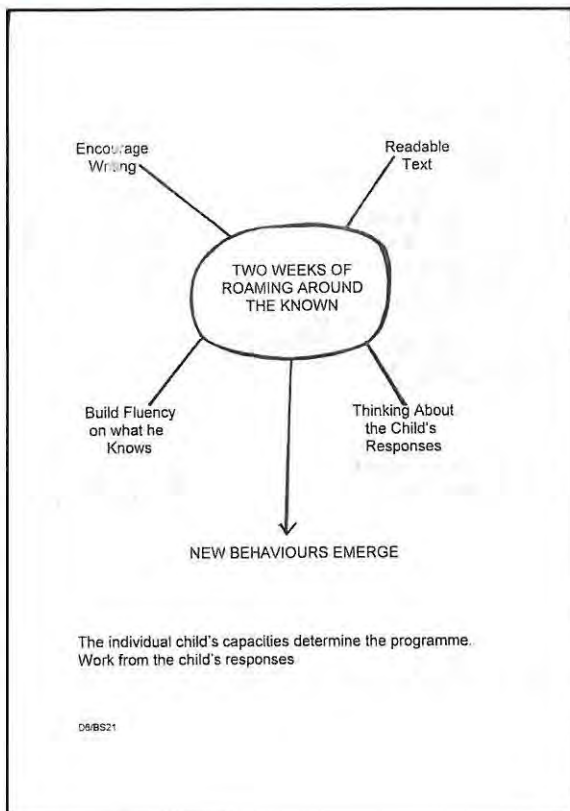 Encourage
Writing
Readable
Text
TWO WEEKS OF
ROAMING AROUND
THE KNOWN
Build Fluency
on what he
Knows
Thinking About
the Child's
Responses
NEW BEHAVIOURS EMERGE
The individual child's capacities determine the programme.
Work from the child's responses
D5/BS21